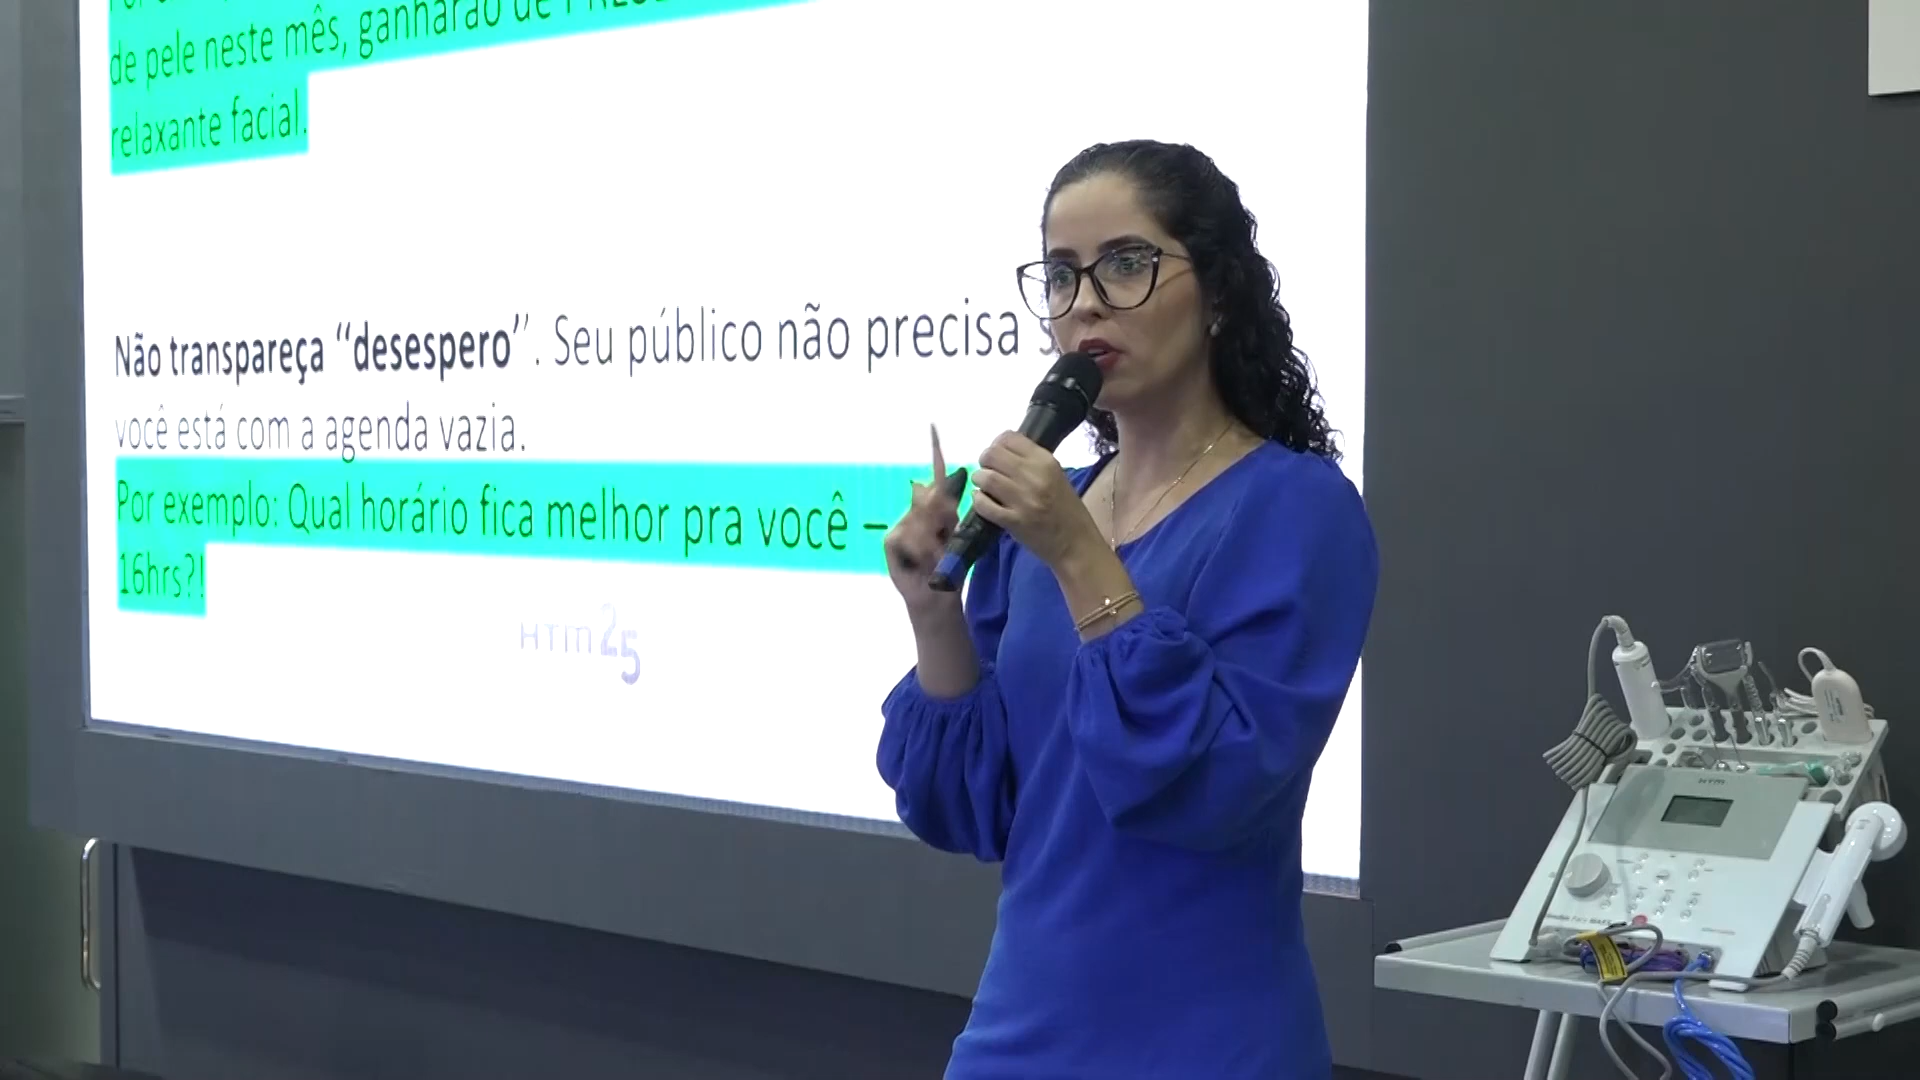 de pele neste mês, ganharão de
relaxante facial.
Não transpareça “desespero”. Seu público não precisa
você está com a agenda vazia.
Por exemplo: Qual horário fica melhor pra você –
16hrs?!
HTM 25
HTM